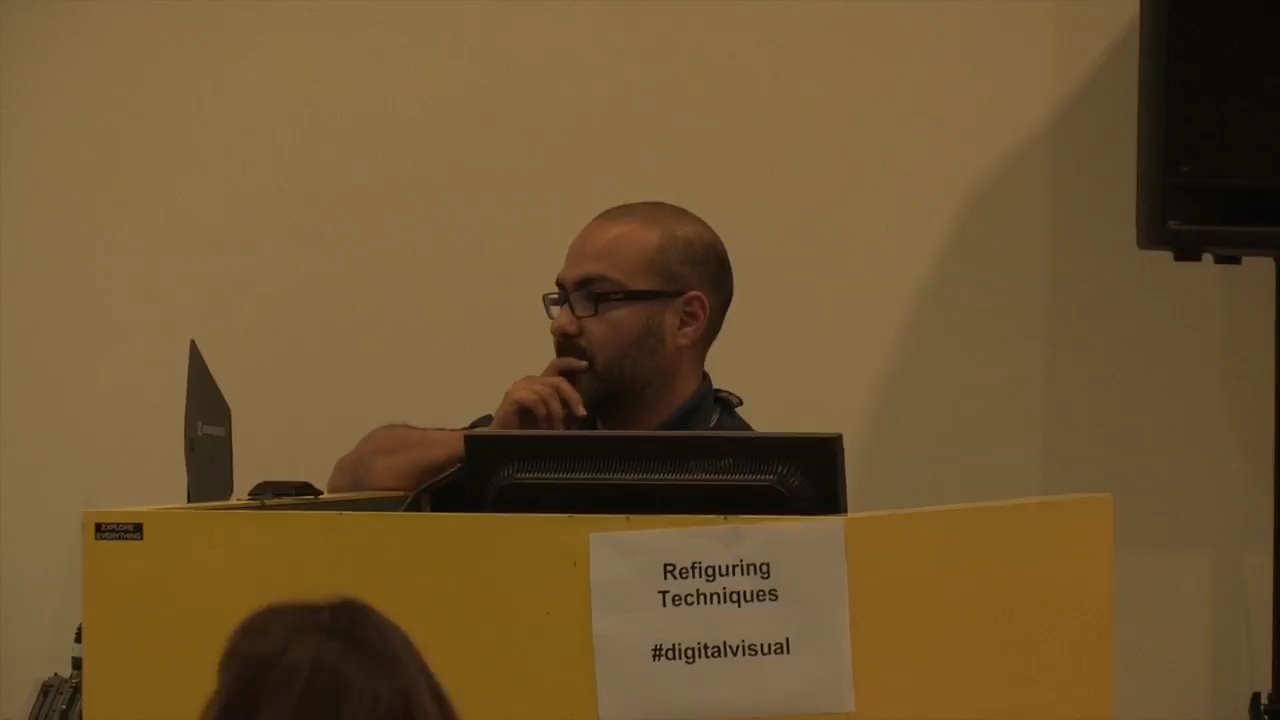 EXPLORE
EVERYTHING
Refiguring
Techniques
#digitalvisual